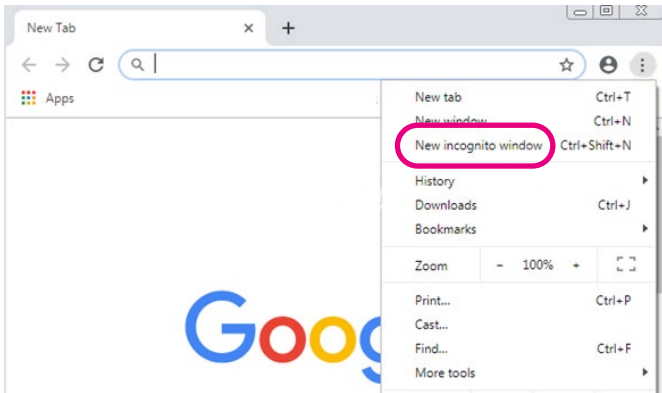 New Tab
Apps
New tab Ctrl+T
New window Ctrl+N
New incognito window Ctrl+Shift+N
History
Downloads Ctrl+J
Bookmarks
Zoom - 100% +
Print... Ctrl+P
Cast...
Find... Ctrl+F
More tools
Goo